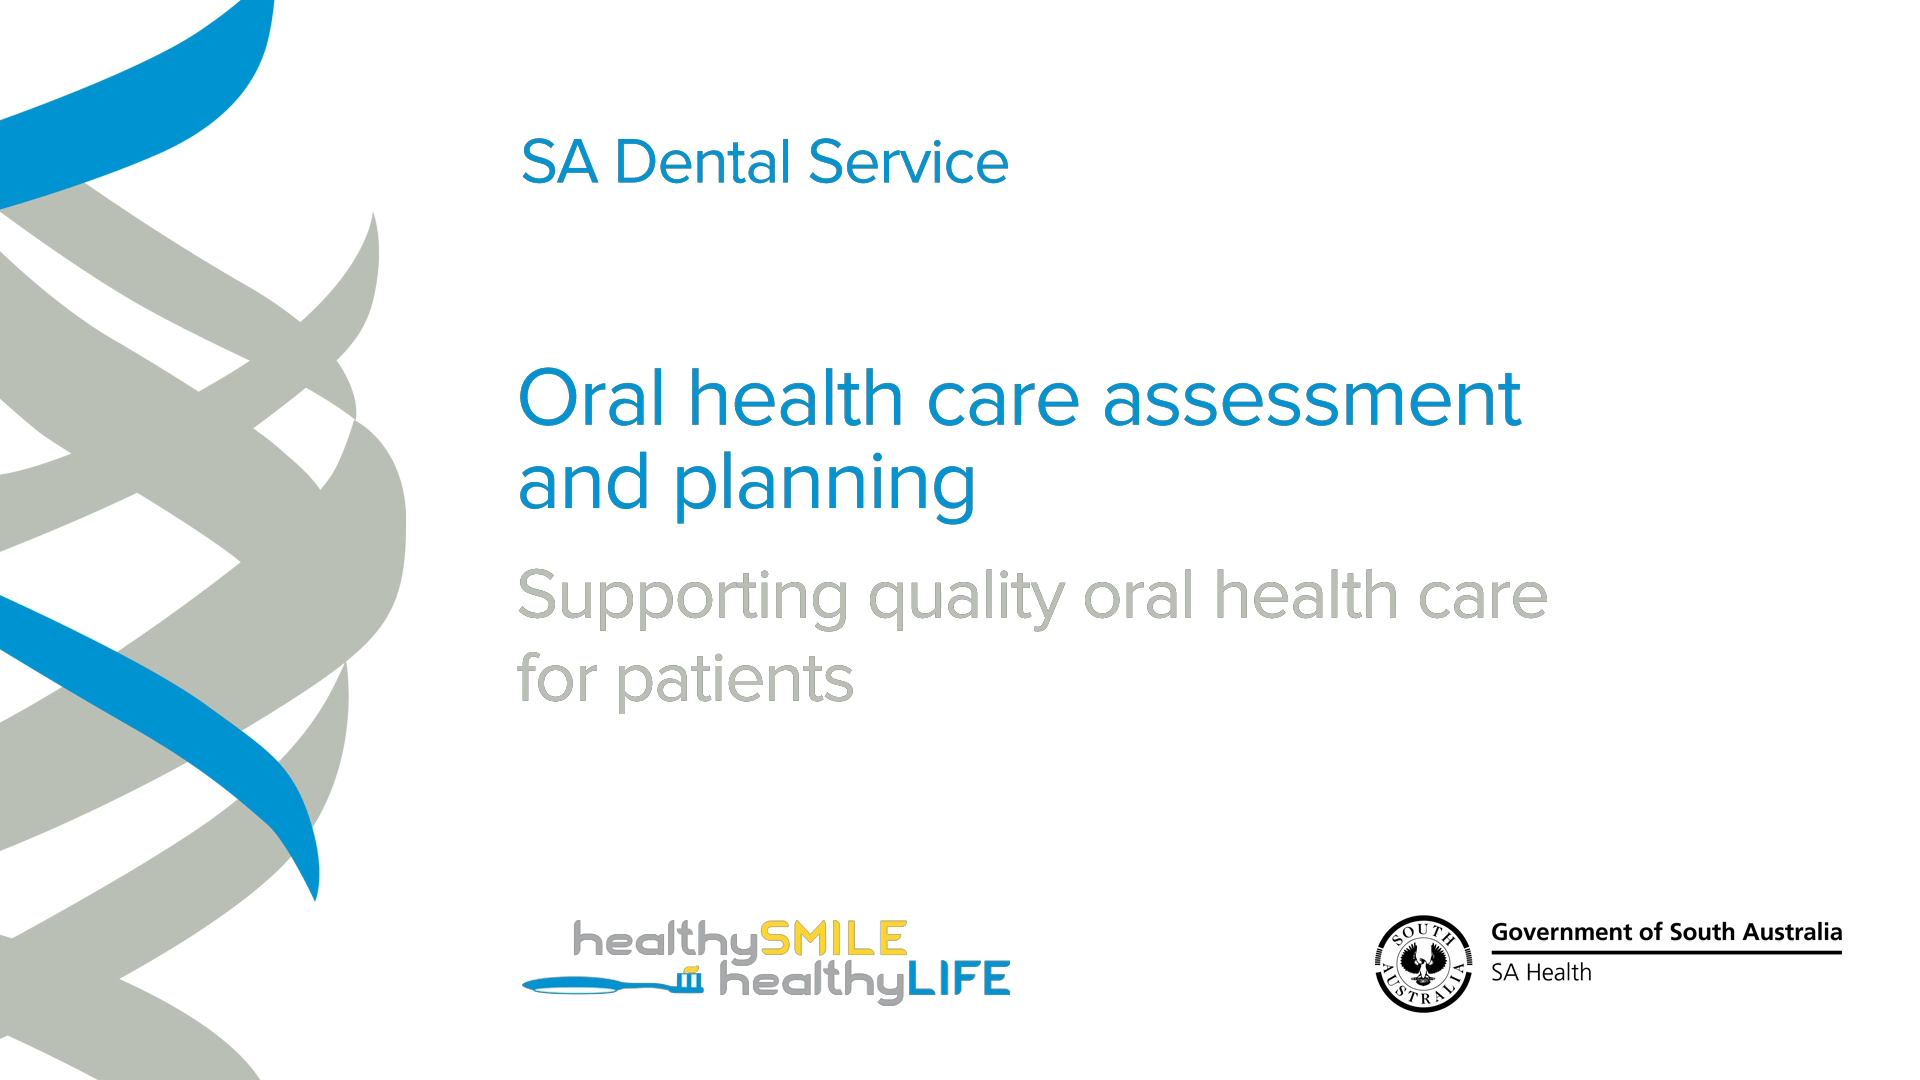 SA Dental Service
Oral health care assessment
and planning
Supporting quality oral health care
for patients
healthySMILE
healthyLIFE
SOUTH
AUSTRALIA
Government of South Australia
SA Health